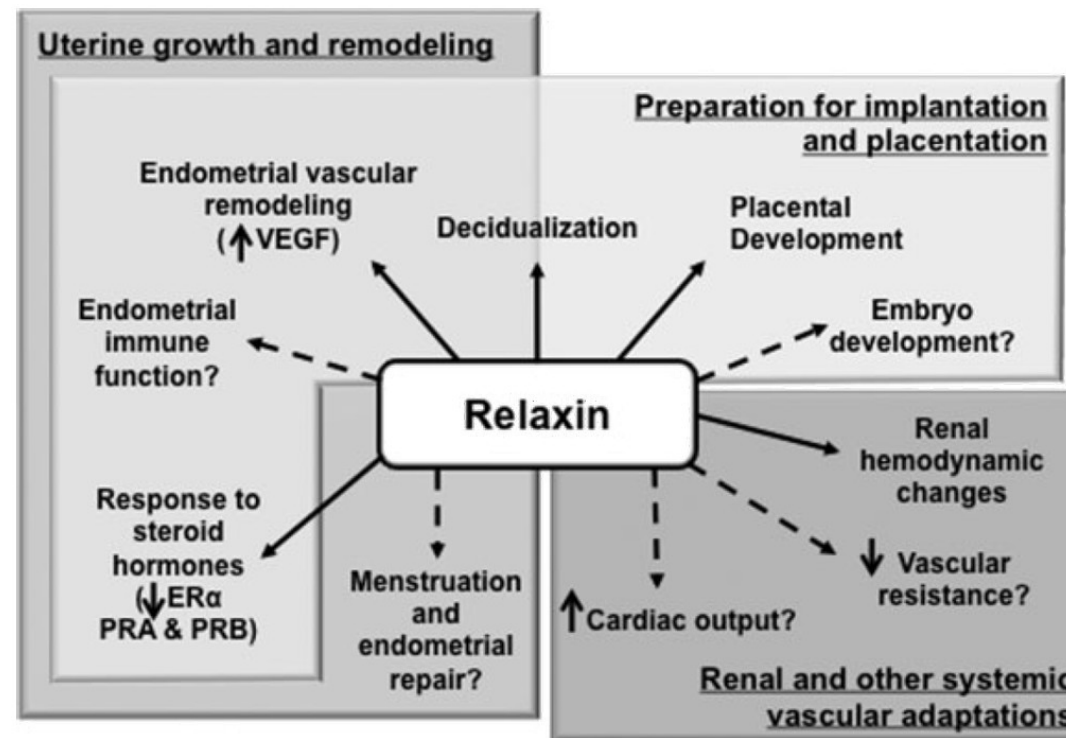 Uterine growth and remodeling
Preparation for implantation
and placentation
Endometrial vascular
remodeling
(↑VEGF)
Decidualization
Placental
Development
Endometrial
immune
function?
Embryo
development?
Relaxin
Renal
hemodynamic
changes
Response to
steroid
hormones
(↓ERα
PRA & PRB)
Menstruation
and
endometrial
repair?
↑Cardiac output?
↓ Vascular
resistance?
Renal and other systemic
vascular adaptations